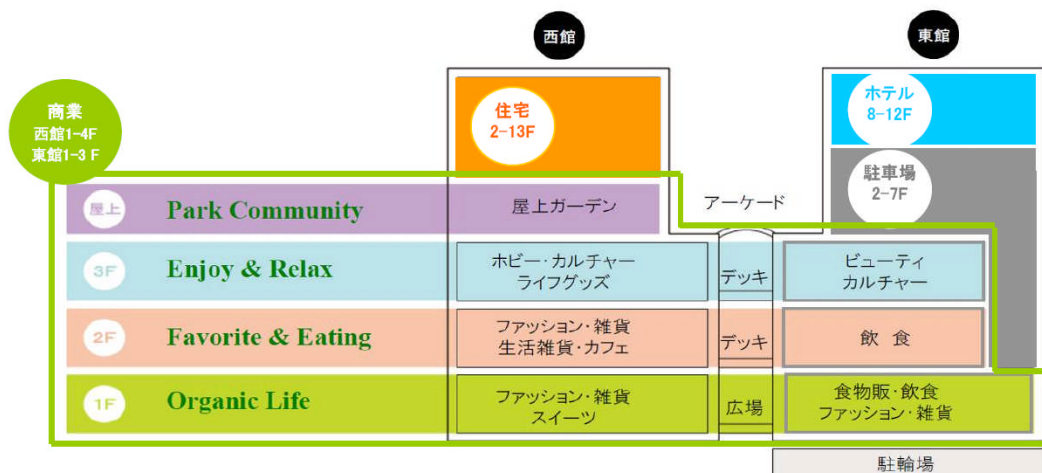 西館
東館
商業
西館1-4F
東館1-3 F
住宅
2-13F
ホテル
8-12F
駐車場
2-7F
屋上
Park Community
屋上ガーデン
アーケード
3F
Enjoy & Relax
ホビー・カルチャー
ライフグッズ
デッキ
ビューティ
カルチャー
2F
Favorite & Eating
ファッション・雑貨
生活雑貨・カフェ
デッキ
飲 食
1F
Organic Life
ファッション・雑貨
スイーツ
広場
食物販・飲食
ファッション・雑貨
駐輪場